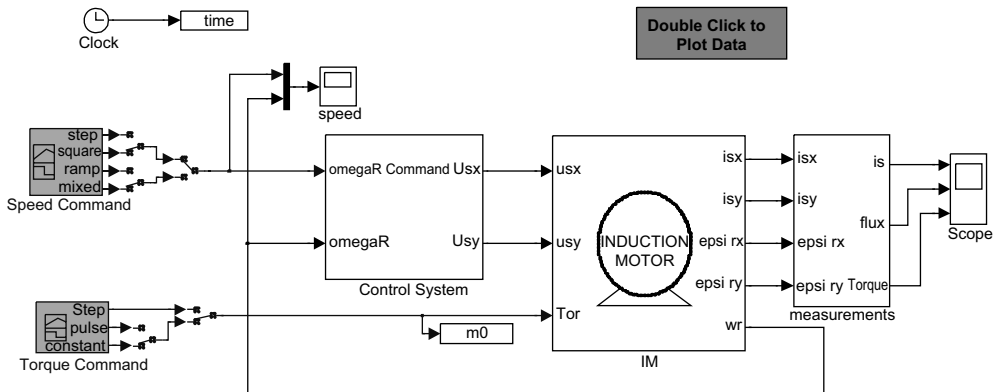 Clock
time
Double Click to
Plot Data
speed
step
square
ramp
mixed
Speed Command
omegaR Command
Usx
omegaR
Usy
Control System
usx
usy
Tor
INDUCTION
MOTOR
isx
isy
epsi rx
epsi ry
wr
IM
isx
isy
epsi rx
epsi ry
is
flux
Torque
measurements
Scope
Step
pulse
constant
Torque Command
m0